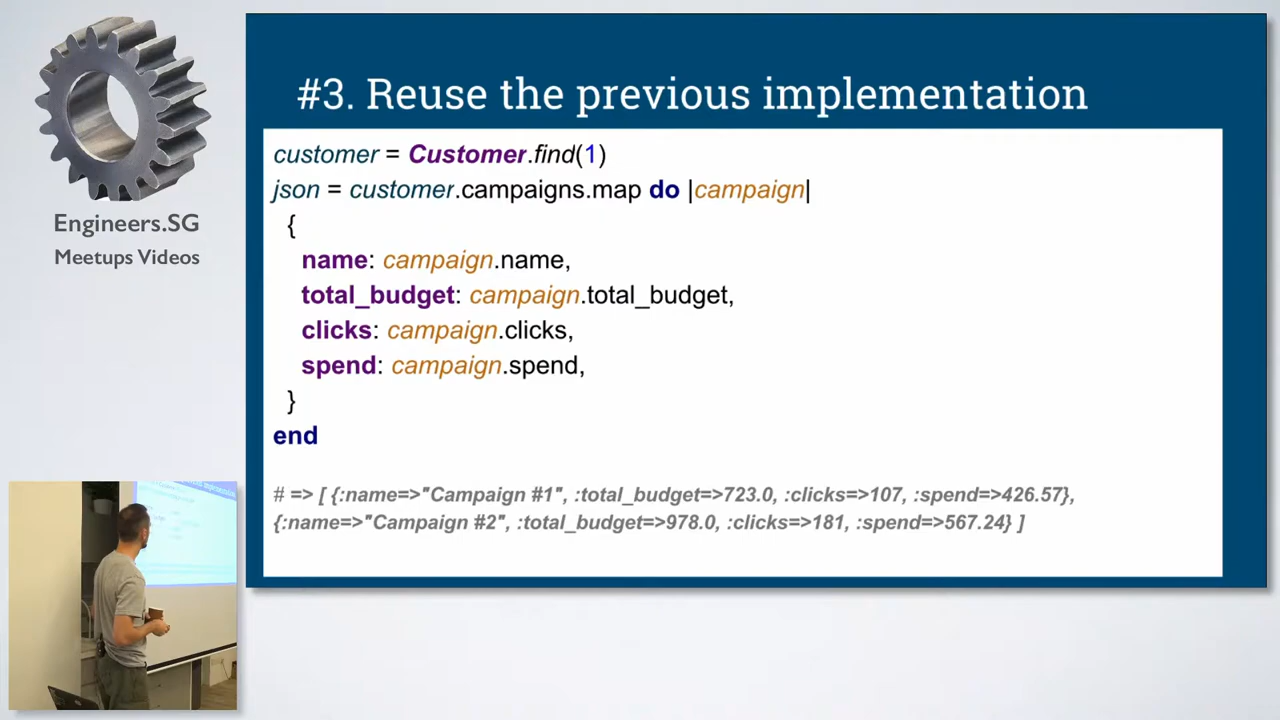 Engineers.SG
Meetups Videos
#3. Reuse the previous implementation
customer = Customer.find(1)
json = customer.campaigns.map do |campaign|
{
name: campaign.name,
total_budget: campaign.total_budget,
clicks: campaign.clicks,
spend: campaign.spend,
}
end
# => [ {:name=>"Campaign #1", :total_budget=>723.0, :clicks=>107, :spend=>426.57},
{:name=>"Campaign #2", :total_budget=>978.0, :clicks=>181, :spend=>567.24} ]